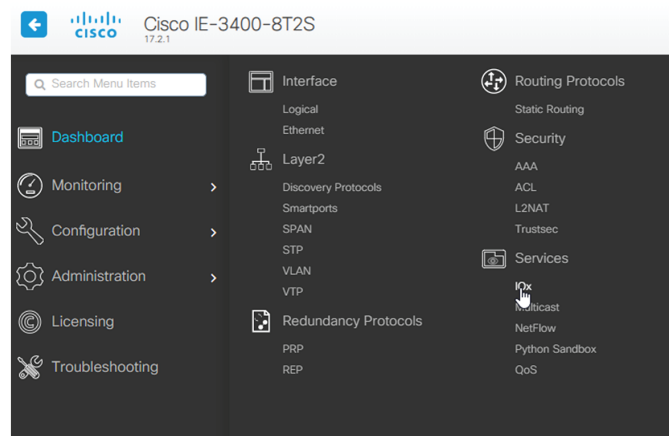 CISCO
Cisco IE-3400-8T2S
17.2.1
Search Menu Items
Dashboard
Monitoring
Configuration
Administration
Licensing
Troubleshooting
Interface
Logical
Ethernet
Layer2
Discovery Protocols
Smartports
SPAN
STP
VLAN
VTP
Redundancy Protocols
PRP
REP
Routing Protocols
Static Routing
Security
AAA
ACL
L2NAT
Trustsec
Services
IOx
Multicast
NetFlow
Python Sandbox
QoS